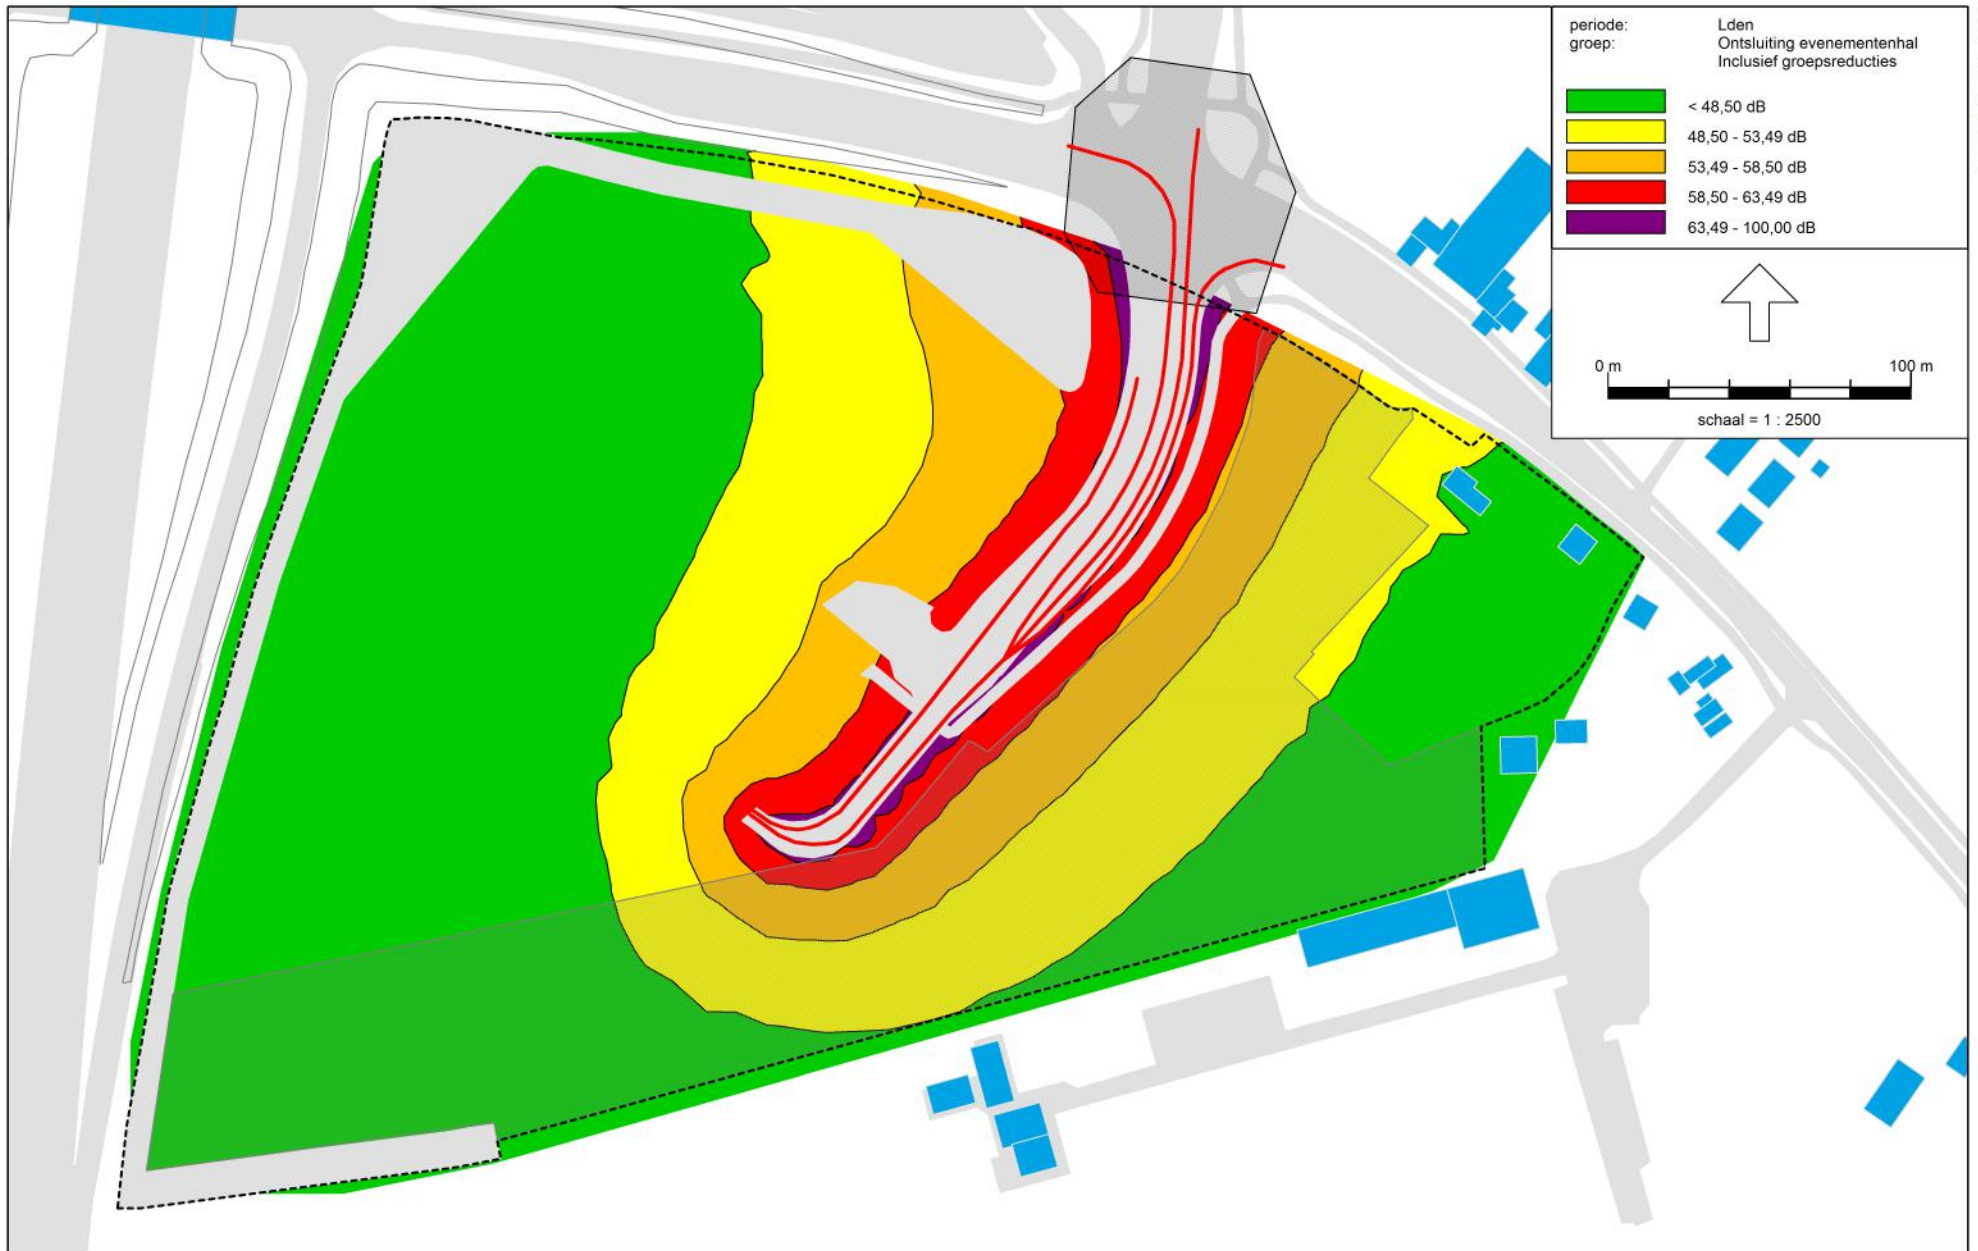 periode: Lden
groep: Ontsluiting evenementenhal
Inclusief groepsreducties
< 48,50 dB
48,50 - 53,49 dB
53,49 - 58,50 dB
58,50 - 63,49 dB
63,49 - 100,00 dB
0 m 100 m
schaal = 1 : 2500